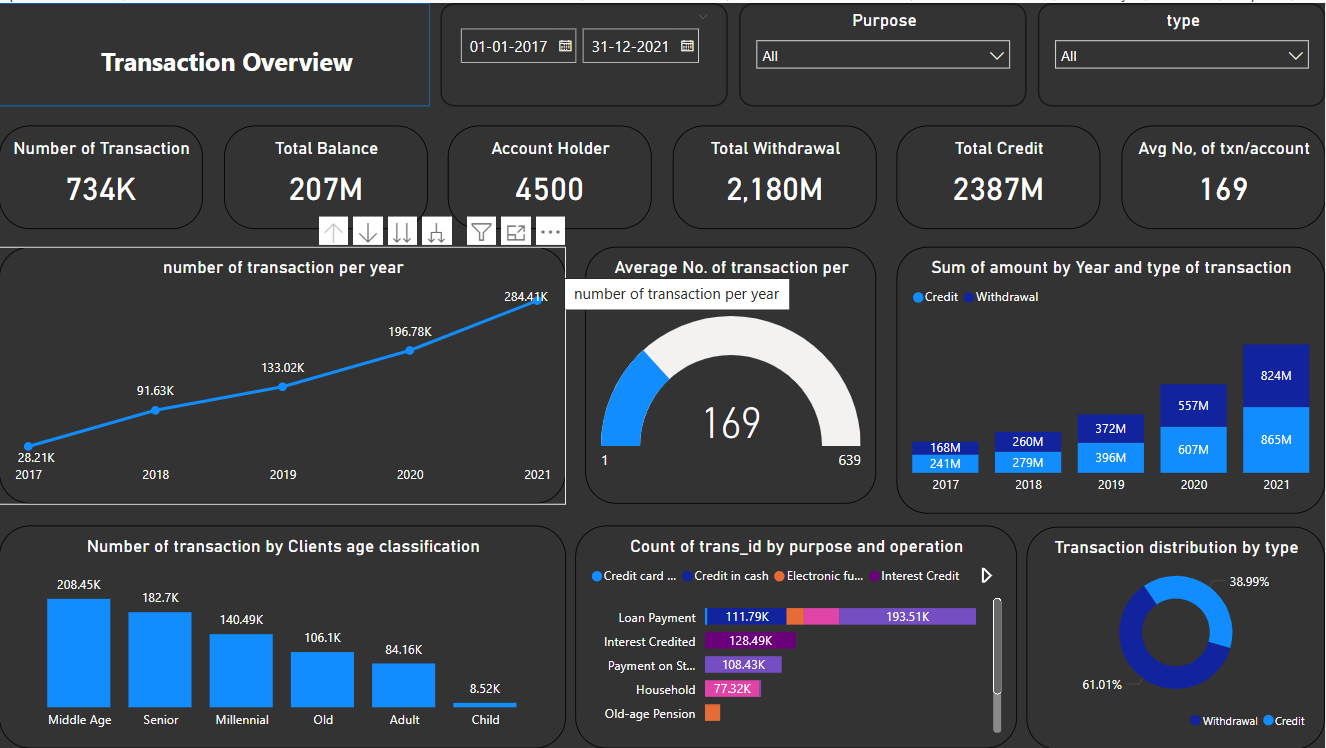 Transaction Overview
01-01-2017
31-12-2021
Purpose
All
type
All
Number of Transaction
734K
Total Balance
207M
Account Holder
4500
Total Withdrawal
2,180M
Total Credit
2387M
Avg No, of txn/account
169
number of transaction per year
284.41K
196.78K
133.02K
91.63K
28.21K
2017 2018 2019 2020 2021
number of transaction per year
Average No. of transaction per
169
1 639
Sum of amount by Year and type of transaction
Credit Withdrawal
824M
557M
865M
372M
607M
260M
396M
168M
279M
241M
2017 2018 2019 2020 2021
Number of transaction by Clients age classification
208.45K
182.7K
140.49K
106.1K
84.16K
8.52K
Middle Age Senior Millennial Old Adult Child
Count of trans_id by purpose and operation
Credit card ... Credit in cash Electronic fu... Interest Credit
Loan Payment 111.79K 193.51K
Interest Credited 128.49K
Payment on St... 108.43K
Household 77.32K
Old-age Pension
Transaction distribution by type
38.99%
61.01%
Withdrawal Credit